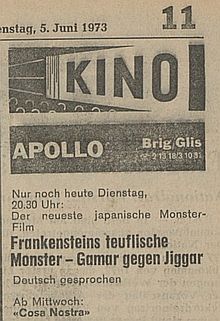 enstag, 5. Juni 1973
11
KINO
APOLLO
Brig Glis
Nur noch heute Dienstag,
20.30 Uhr:
Der neueste japanische Monster-
Film
Frankensteins teuflische
Monster – Gamar gegen Jiggar
Deutsch gesprochen
Ab Mittwoch:
«Cosa Nostra»